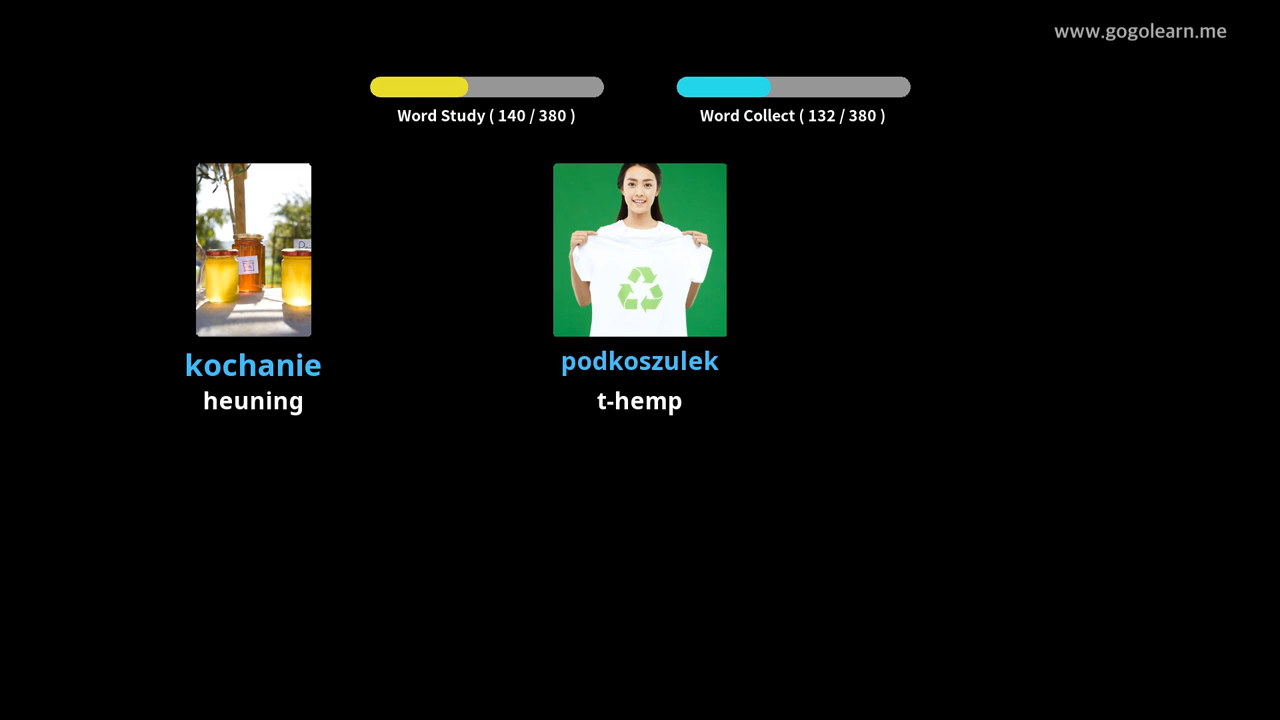 www.gogolearn.me
Word Study ( 140 / 380 )
Word Collect ( 132 / 380 )
kochanie
heuning
podkoszulek
t-hemp